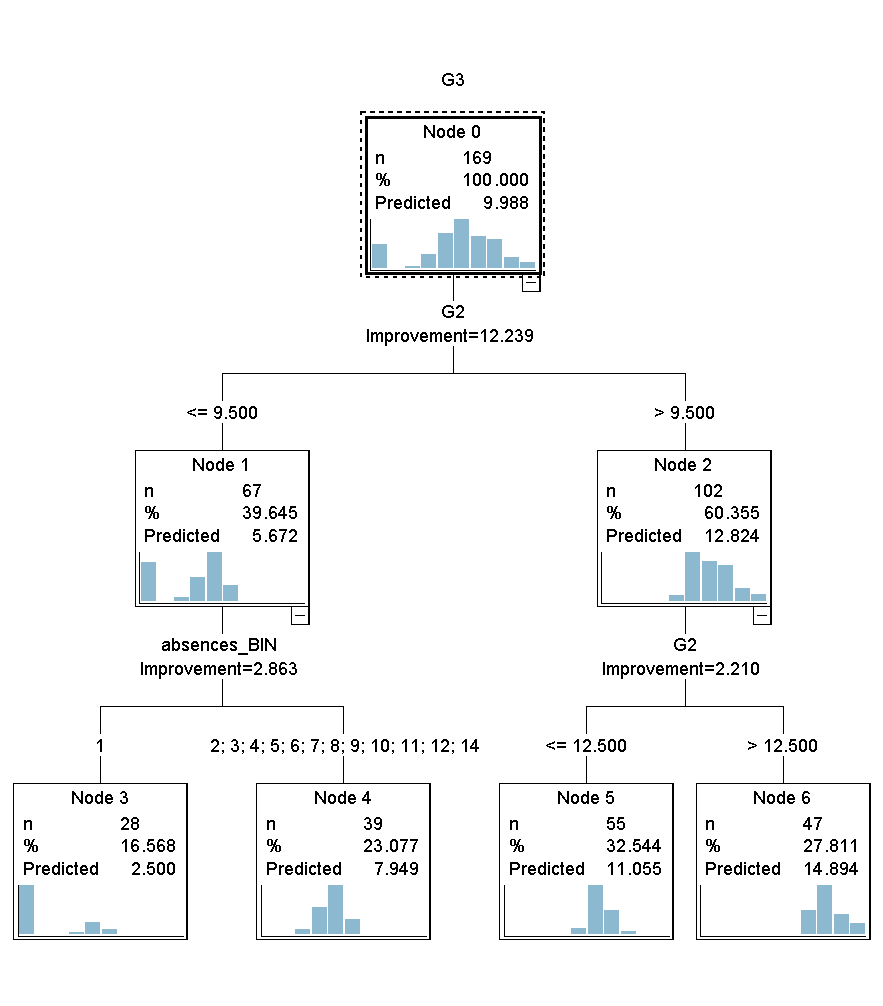 G3
Node 0
n 169
% 100.000
Predicted 9.988
G2
Improvement=12.239
<= 9.500
> 9.500
Node 1
n 67
% 39.645
Predicted 5.672
Node 2
n 102
% 60.355
Predicted 12.824
absences_BIN
Improvement=2.863
G2
Improvement=2.210
1
2; 3; 4; 5; 6; 7; 8; 9; 10; 11; 12; 14
<= 12.500
> 12.500
Node 3
n 28
% 16.568
Predicted 2.500
Node 4
n 39
% 23.077
Predicted 7.949
Node 5
n 55
% 32.544
Predicted 11.055
Node 6
n 47
% 27.811
Predicted 14.894